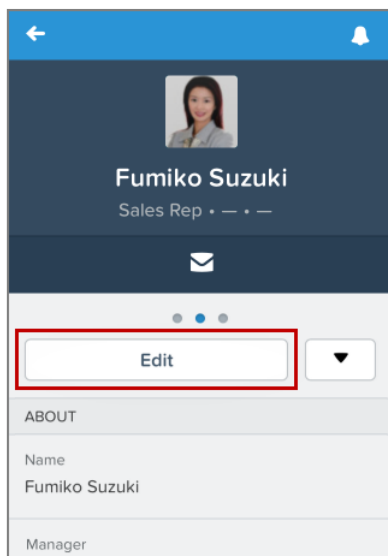 Fumiko Suzuki
Sales Rep • — • —
Edit
ABOUT
Name
Fumiko Suzuki
Manager